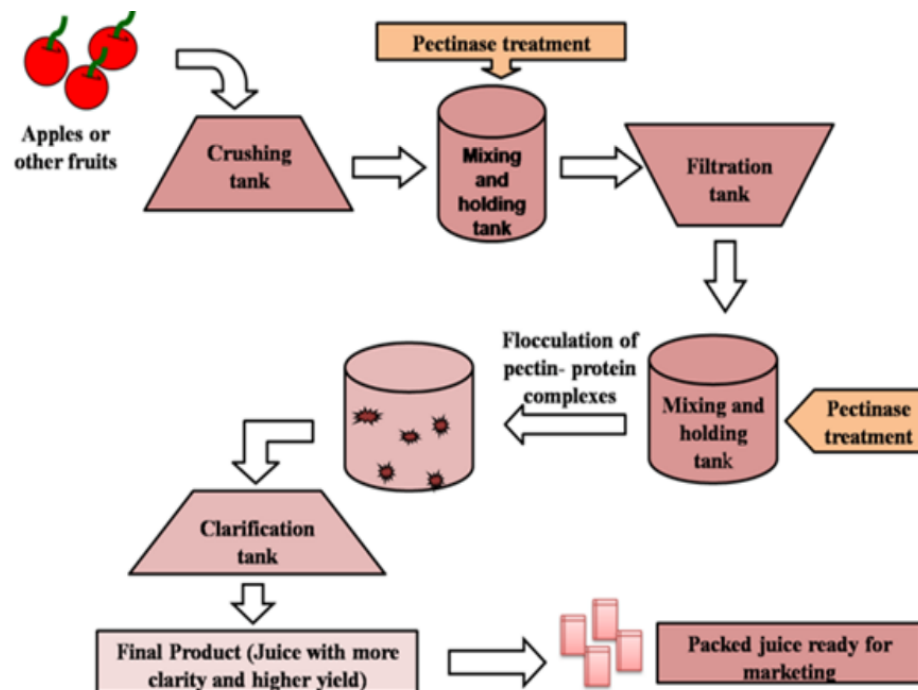 Pectinase treatment
Apples or
other fruits
Crushing
tank
Mixing
and
holding
tank
Filtration
tank
Flocculation of
pectin- protein
complexes
Mixing and
holding
tank
Pectinase
treatment
Clarification
tank
Final Product (Juice with more
clarity and higher yield)
Packed juice ready for
marketing